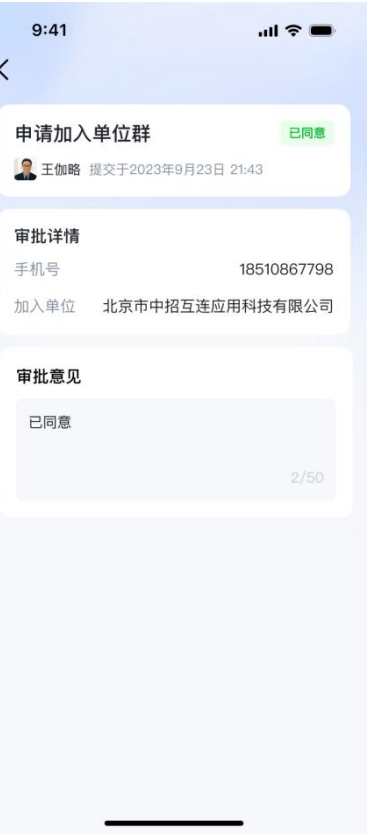 9:41
申请加入单位群 已同意
王伽略 提交于2023年9月23日 21:43
审批详情
手机号 18510867798
加入单位 北京市中招互连应用科技有限公司
审批意见
已同意
2/50